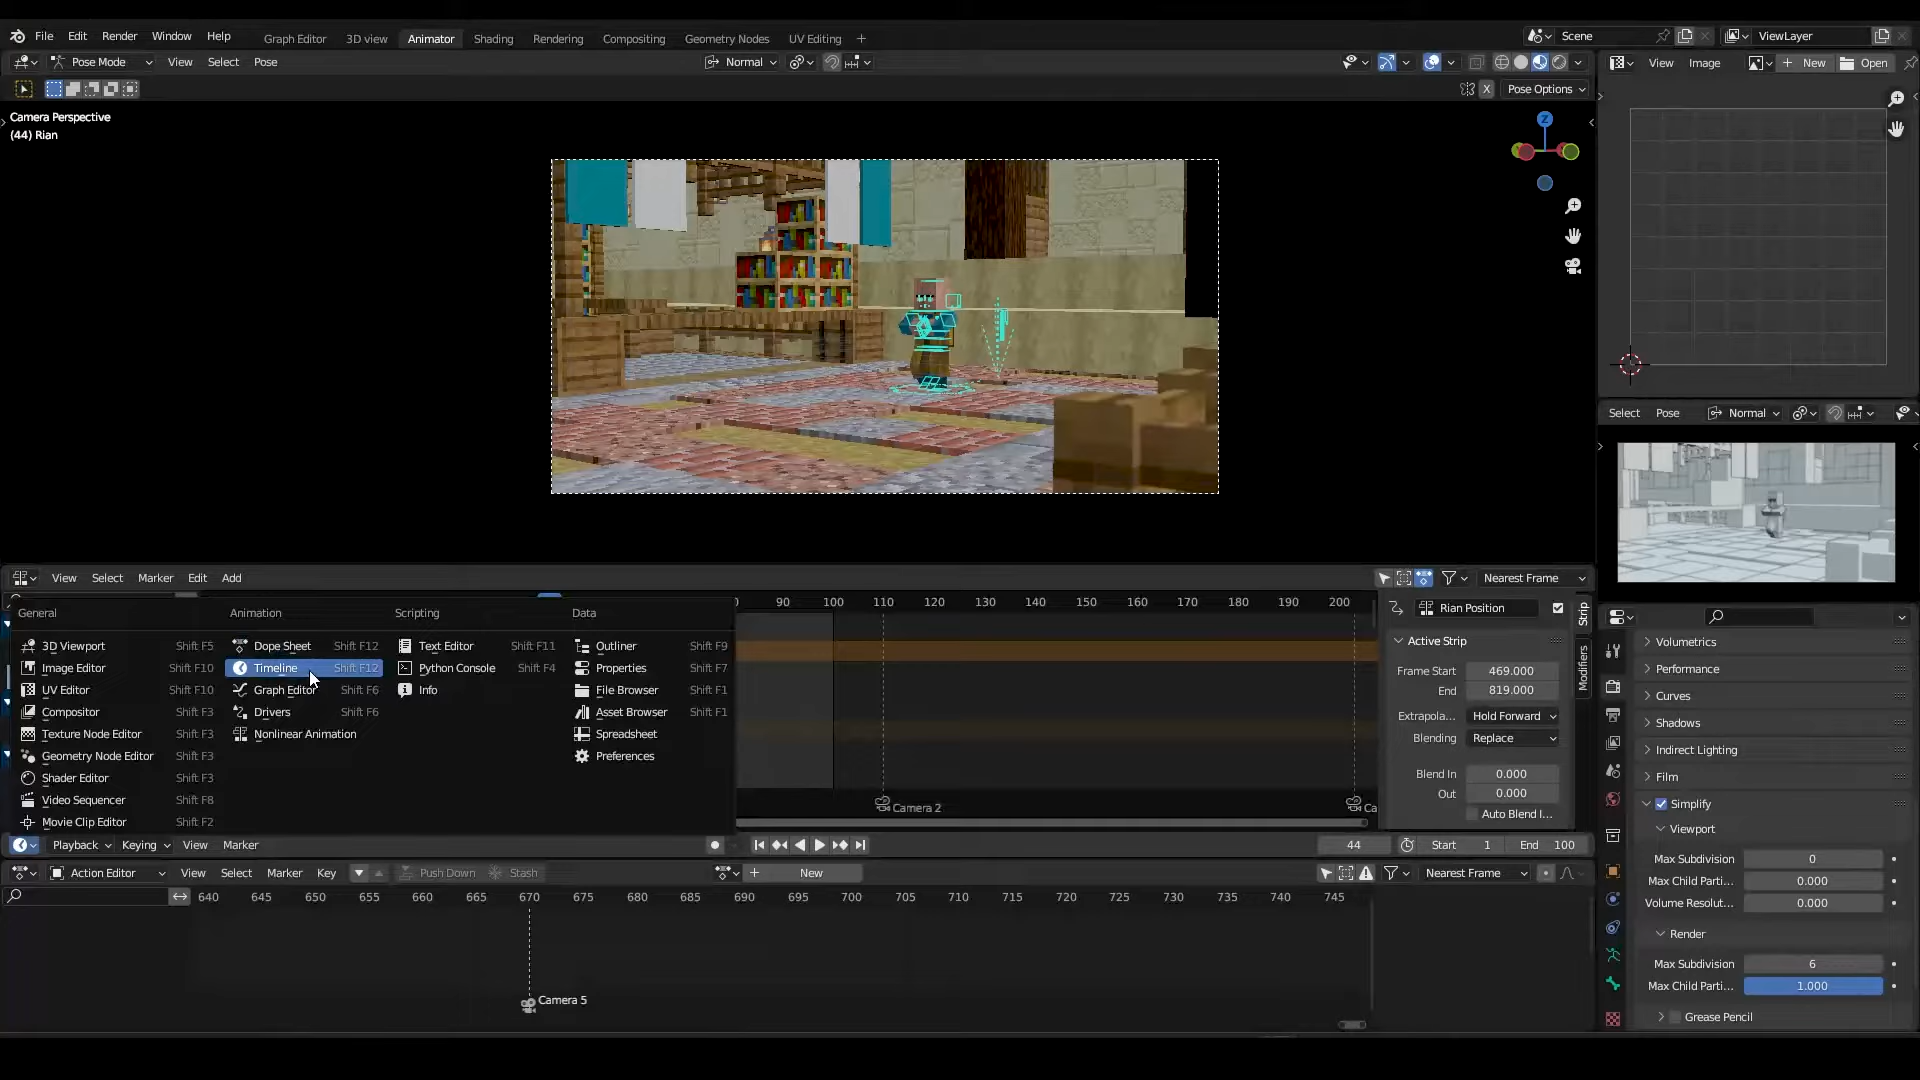 File Edit Render Window Help Graph Editor 3D view Animator Shading Rendering Compositing Geometry Nodes UV Editing + Scene ViewLayer
Pose Mode View Select Pose Normal View Image + New Open
X Pose Options
Camera Perspective
(44) Rian
Z
Select Pose Normal
View Select Marker Edit Add Nearest Frame
90 100 110 120 130 140 150 160 170 180 190 200
Rian Position
Strip
Modifiers
Active Strip
Frame Start 469.000
End 819.000
Extrapola... Hold Forward
Blending Replace
Blend In 0.000
Out 0.000
Auto Blend I...
General
3D Viewport Shift F5
Image Editor Shift F10
UV Editor Shift F10
Compositor Shift F3
Texture Node Editor Shift F3
Geometry Node Editor Shift F3
Shader Editor Shift F3
Video Sequencer Shift F8
Movie Clip Editor Shift F2
Animation
Dope Sheet Shift F12
Timeline Shift F12
Graph Editor Shift F6
Drivers Shift F6
Nonlinear Animation
Scripting
Text Editor Shift F11
Python Console Shift F4
Info
Data
Outliner Shift F9
Properties Shift F7
File Browser Shift F1
Asset Browser Shift F1
Spreadsheet
Preferences
Camera 2
Ca
Playback Keying View Marker 44 Start 1 End 100
Action Editor View Select Marker Key Push Down Stash + New Nearest Frame
640 645 650 655 660 665 670 675 680 685 690 695 700 705 710 715 720 725 730 735 740 745
Camera 5
Volumetrics
Performance
Curves
Shadows
Indirect Lighting
Film
Simplify
Viewport
Max Subdivision 0
Max Child Parti... 0.000
Volume Resolut... 0.000
Render
Max Subdivision 6
Max Child Parti... 1.000
Grease Pencil